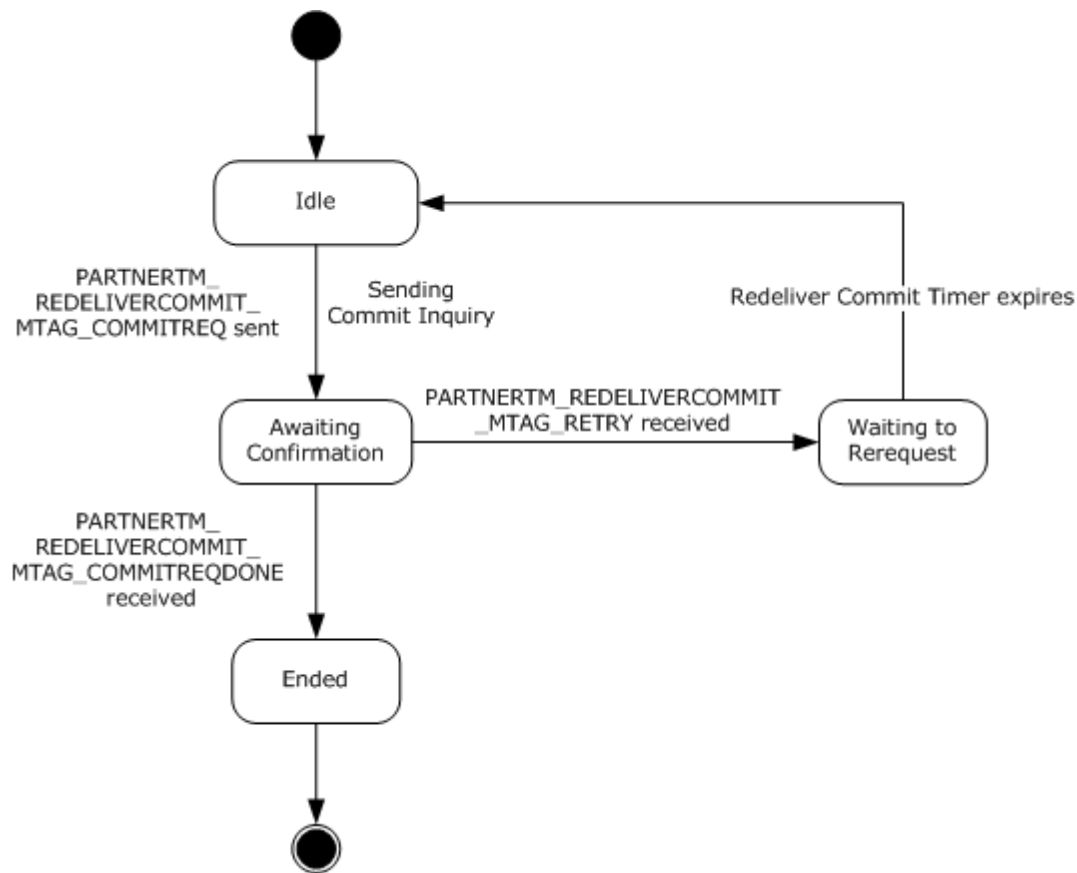 Idle
PARTNERTM_
REDELIVERCOMMIT_
MTAG_COMMITREQ sent
Sending
Commit Inquiry
Redeliver Commit Timer expires
Awaiting
Confirmation
PARTNERTM_REDELIVERCOMMIT
_MTAG_RETRY received
Waiting to
Rerequest
PARTNERTM_
REDELIVERCOMMIT_
MTAG_COMMITREQDONE
received
Ended